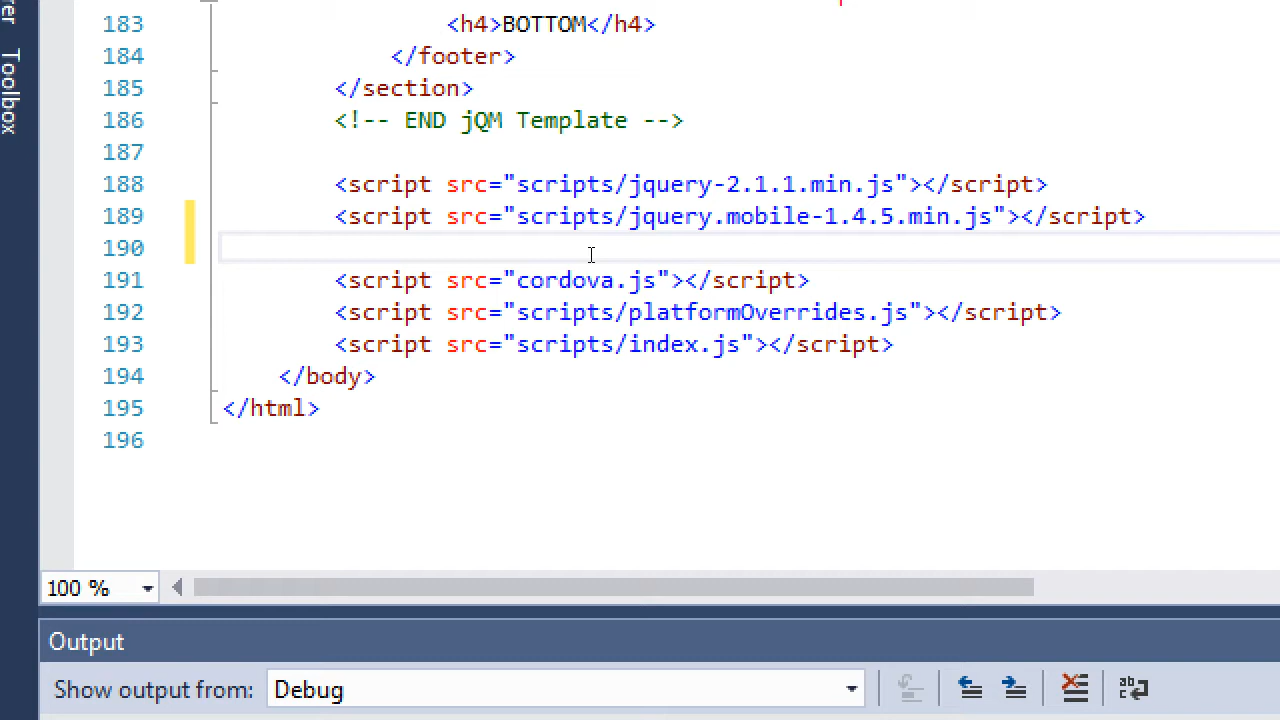 rer
Toolbox
183 <h4>BOTTOM</h4>
184 </footer>
185 </section>
186 <!-- END jQM Template -->
187
188 <script src="scripts/jquery-2.1.1.min.js"></script>
189 <script src="scripts/jquery.mobile-1.4.5.min.js"></script>
190
191 <script src="cordova.js"></script>
192 <script src="scripts/platformOverrides.js"></script>
193 <script src="scripts/index.js"></script>
194 </body>
195 </html>
196
100 %
Output
Show output from: Debug